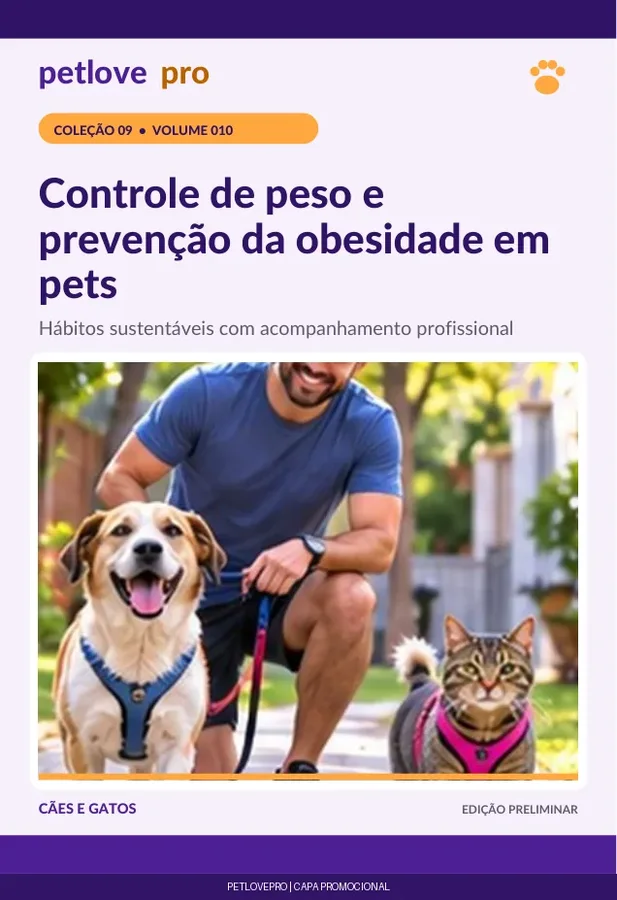 petlove pro
COLEÇÃO 09 • VOLUME 010
Controle de peso e
prevenção da obesidade em
pets
Hábitos sustentáveis com acompanhamento profissional
CÃES E GATOS
EDIÇÃO PRELIMINAR
PETLOVEPRO | CAPA PROMOCIONAL